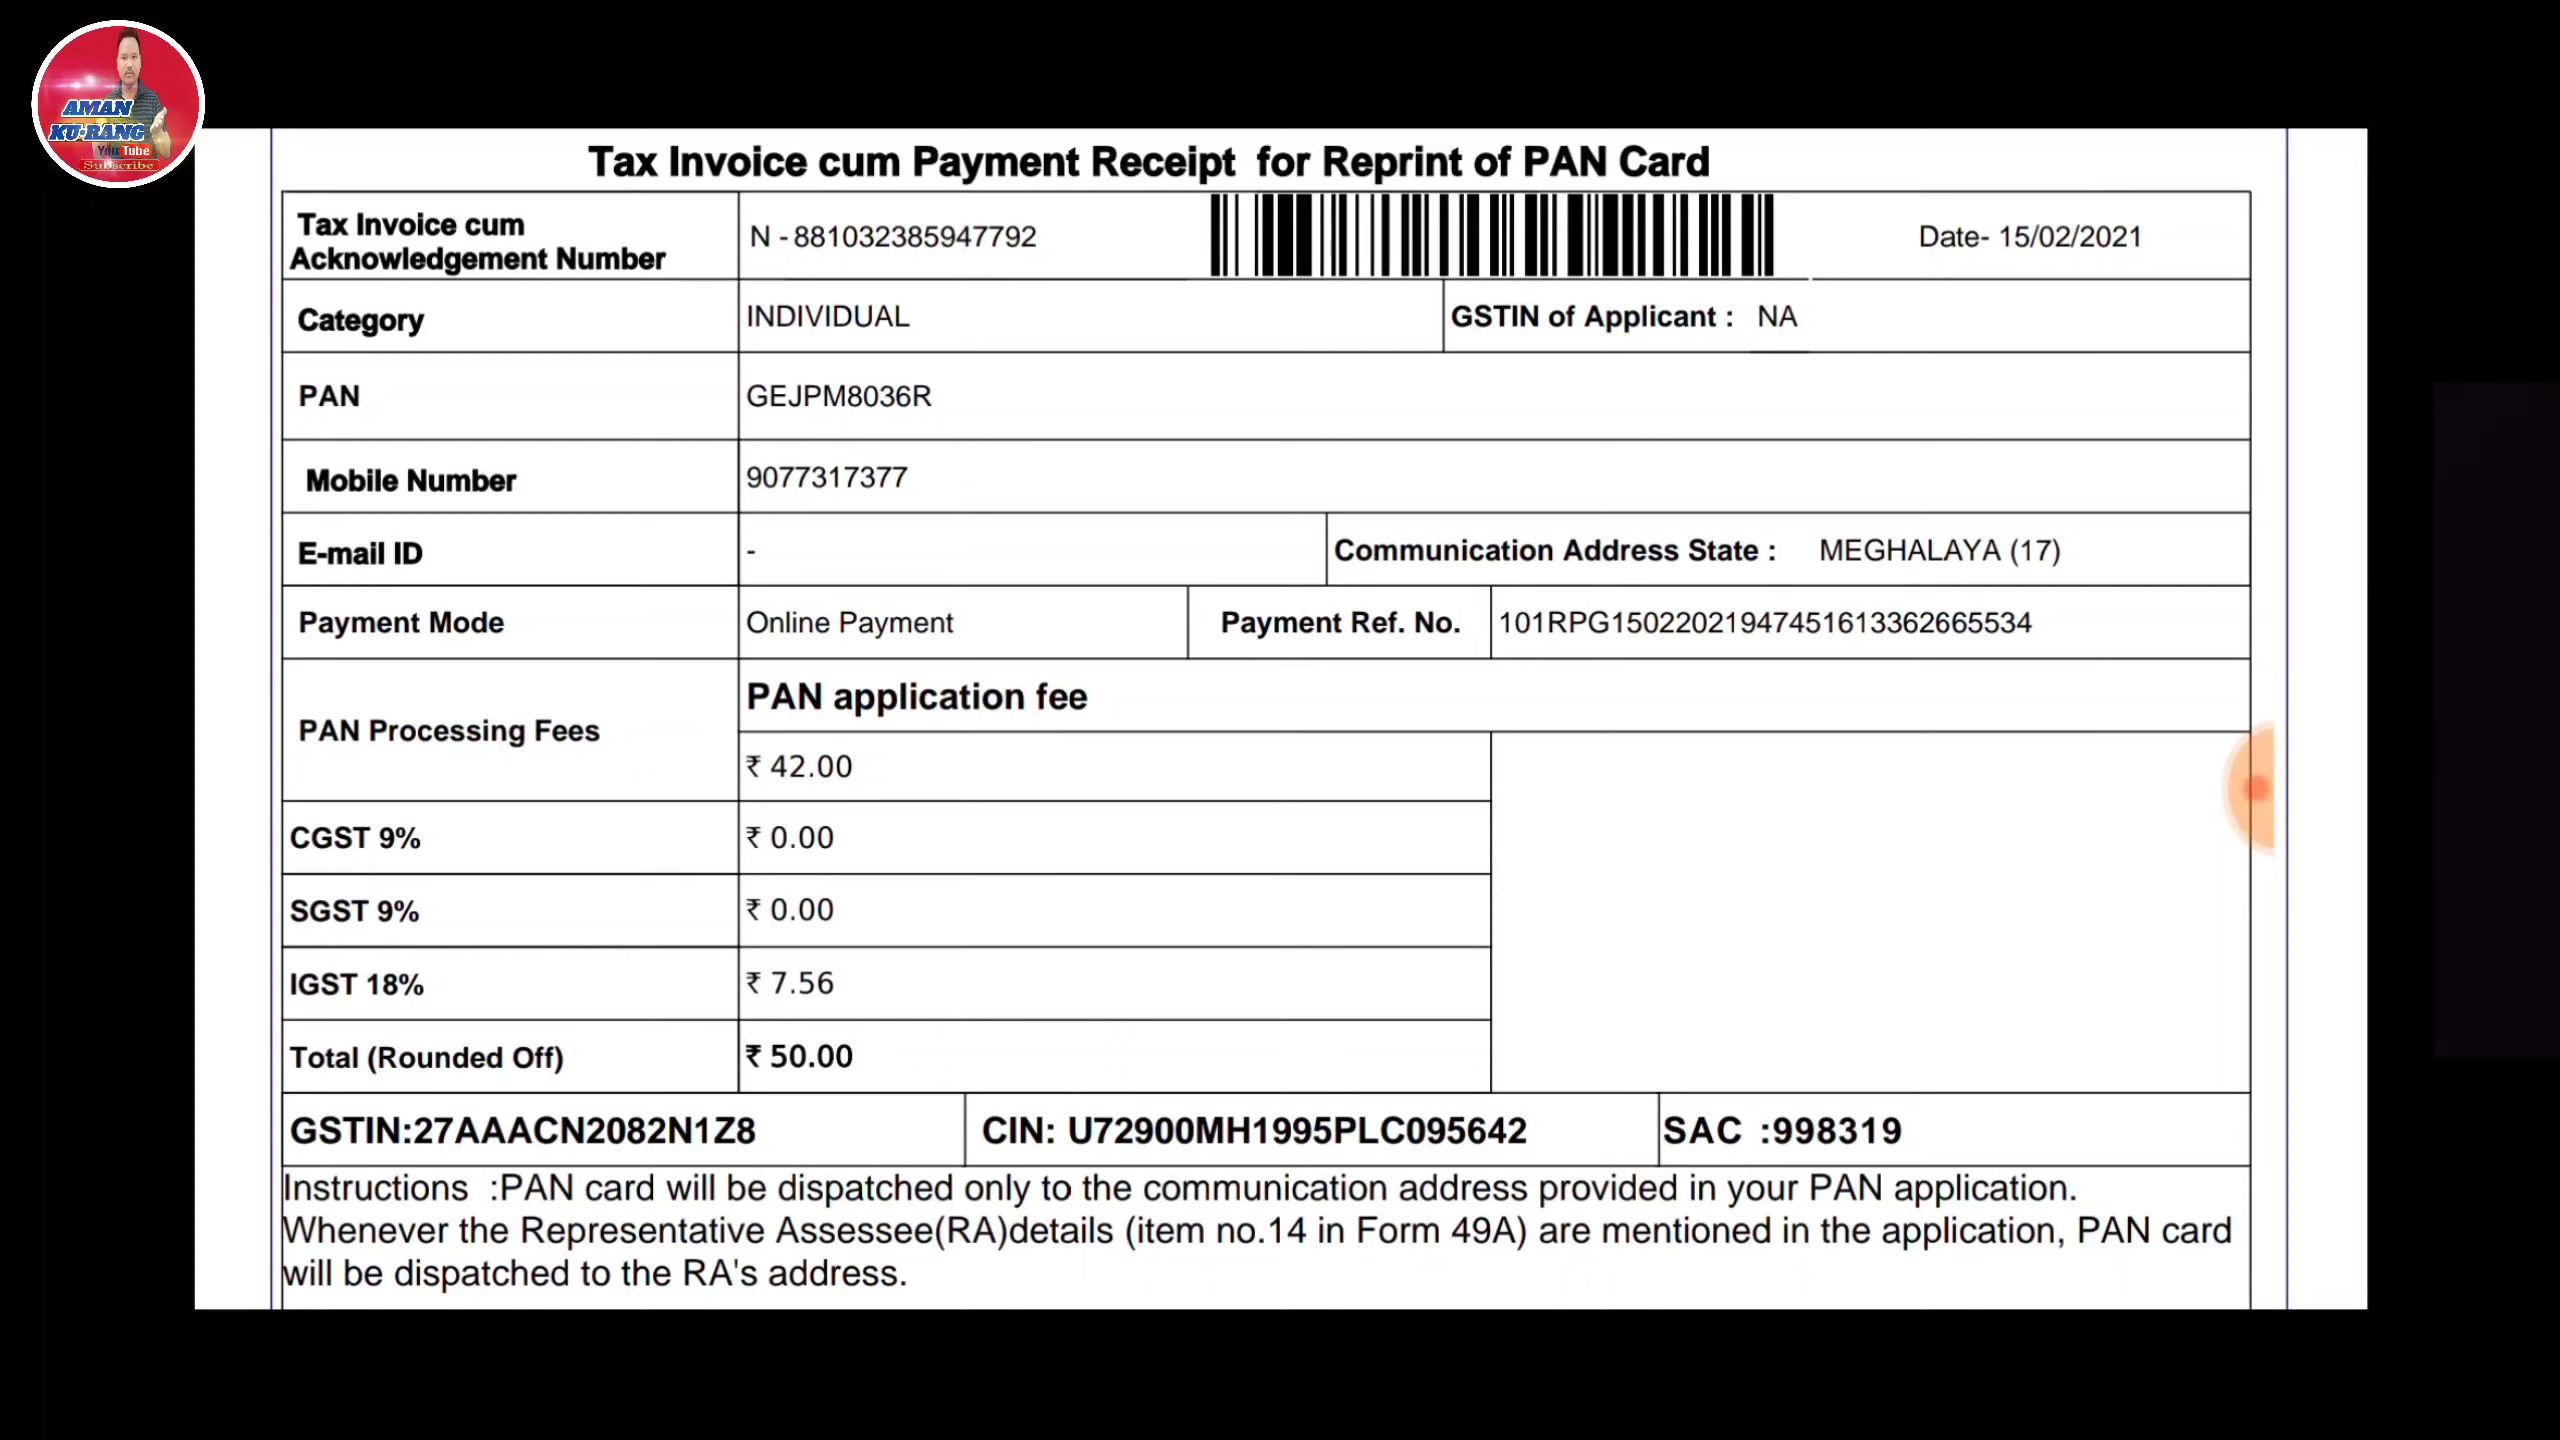 AMAN
KU-RANG
YouTube
Subscribe
Tax Invoice cum Payment Receipt for Reprint of PAN Card
Tax Invoice cum
Acknowledgement Number
N - 881032385947792
Date- 15/02/2021
Category
INDIVIDUAL
GSTIN of Applicant : NA
PAN
GEJPM8036R
Mobile Number
9077317377
E-mail ID
-
Communication Address State : MEGHALAYA (17)
Payment Mode
Online Payment
Payment Ref. No.
101RPG15022021947451613362665534
PAN Processing Fees
PAN application fee
₹ 42.00
CGST 9%
₹ 0.00
SGST 9%
₹ 0.00
IGST 18%
₹ 7.56
Total (Rounded Off)
₹ 50.00
GSTIN:27AAACN2082N1Z8
CIN: U72900MH1995PLC095642
SAC :998319
Instructions :PAN card will be dispatched only to the communication address provided in your PAN application.
Whenever the Representative Assessee(RA)details (item no.14 in Form 49A) are mentioned in the application, PAN card
will be dispatched to the RA's address.